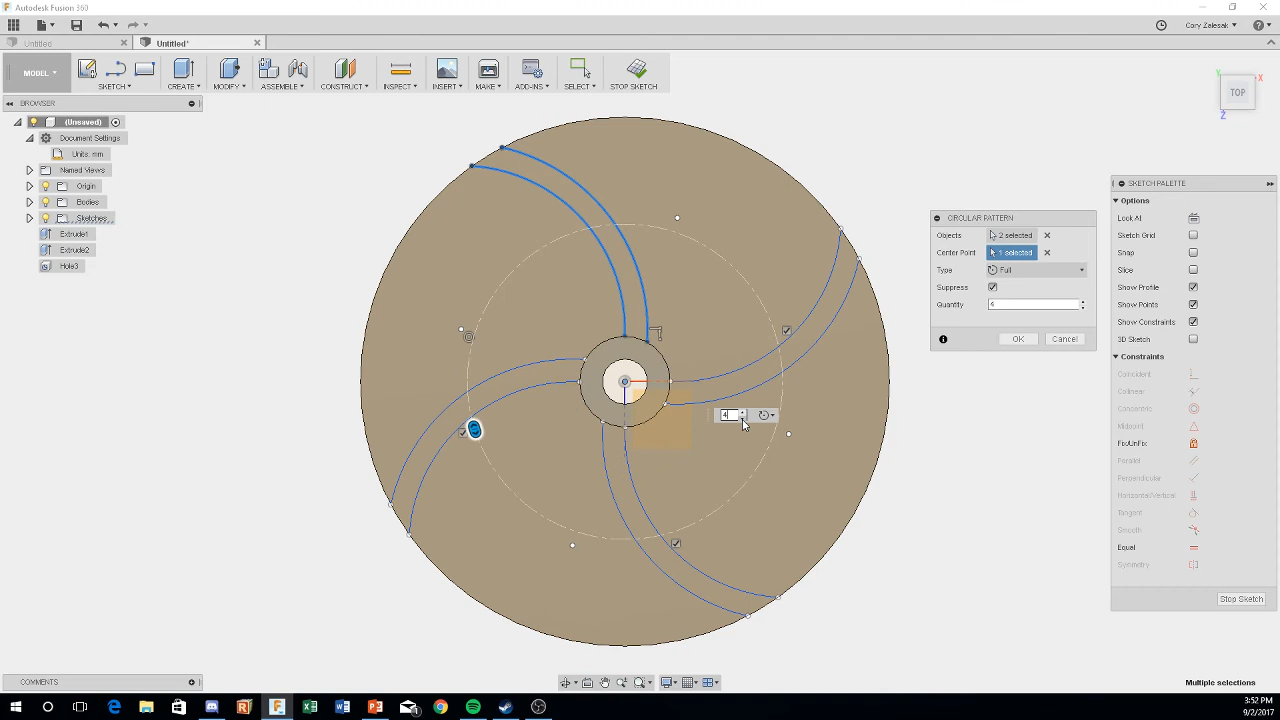 Autodesk Fusion 360
Cory Zalesak
Untitled
Untitled*
MODEL
SKETCH
CREATE
MODIFY
ASSEMBLE
CONSTRUCT
INSPECT
INSERT
MAKE
ADD-INS
SELECT
STOP SKETCH
BROWSER
(Unsaved)
Document Settings
Units: mm
Named Views
Origin
Bodies
Sketches
Extrude1
Extrude2
Hole3
Y
X
TOP
Z
CIRCULAR PATTERN
Objects 2 selected
Center Point 1 selected
Type Full
Suppress
Quantity 4
OK Cancel
4
SKETCH PALETTE
Options
Look At
Sketch Grid
Snap
Slice
Show Profile
Show Points
Show Constraints
3D Sketch
Constraints
Coincident
Collinear
Concentric
Midpoint
Fix/UnFix
Parallel
Perpendicular
Horizontal/Vertical
Tangent
Smooth
Equal
Symmetry
Stop Sketch
COMMENTS
Multiple selections
3:52 PM
9/2/2017